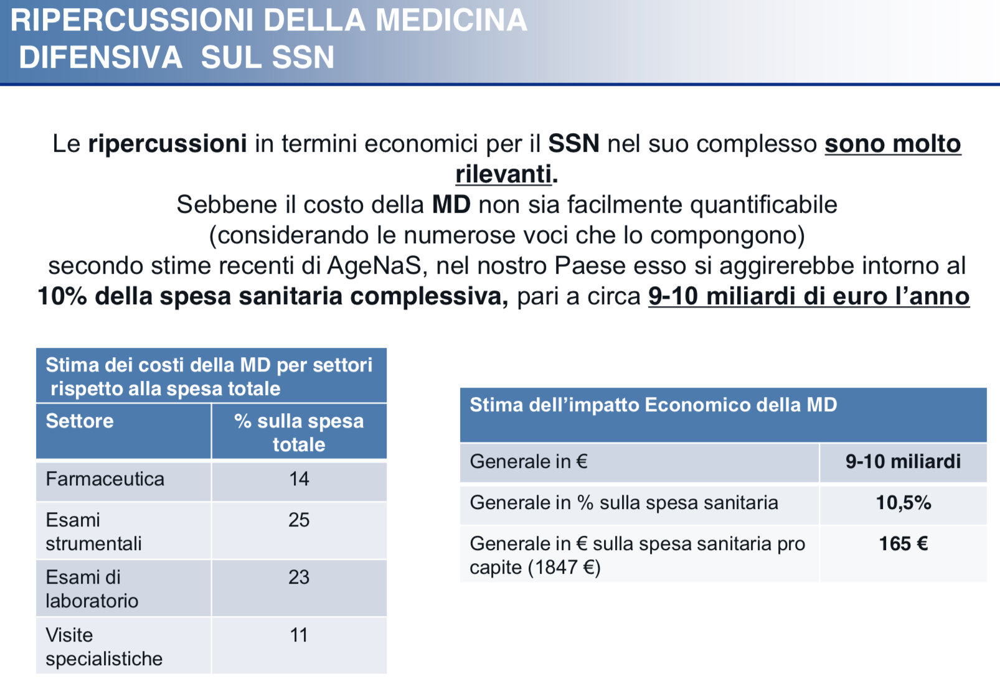 RIPERCUSSIONI DELLA MEDICINA
DIFENSIVA SUL SSN
Le ripercussioni in termini economici per il SSN nel suo complesso sono molto
rilevanti.
Sebbene il costo della MD non sia facilmente quantificabile
(considerando le numerose voci che lo compongono)
secondo stime recenti di AgeNaS, nel nostro Paese esso si aggirerebbe intorno al
10% della spesa sanitaria complessiva, pari a circa 9-10 miliardi di euro l’anno
Stima dei costi della MD per settori
rispetto alla spesa totale
Settore
% sulla spesa
totale
Farmaceutica
14
Esami
strumentali
25
Esami di
laboratorio
23
Visite
specialistiche
11
Stima dell’impatto Economico della MD
Generale in €
9-10 miliardi
Generale in % sulla spesa sanitaria
10,5%
Generale in € sulla spesa sanitaria pro
capite (1847 €)
165 €